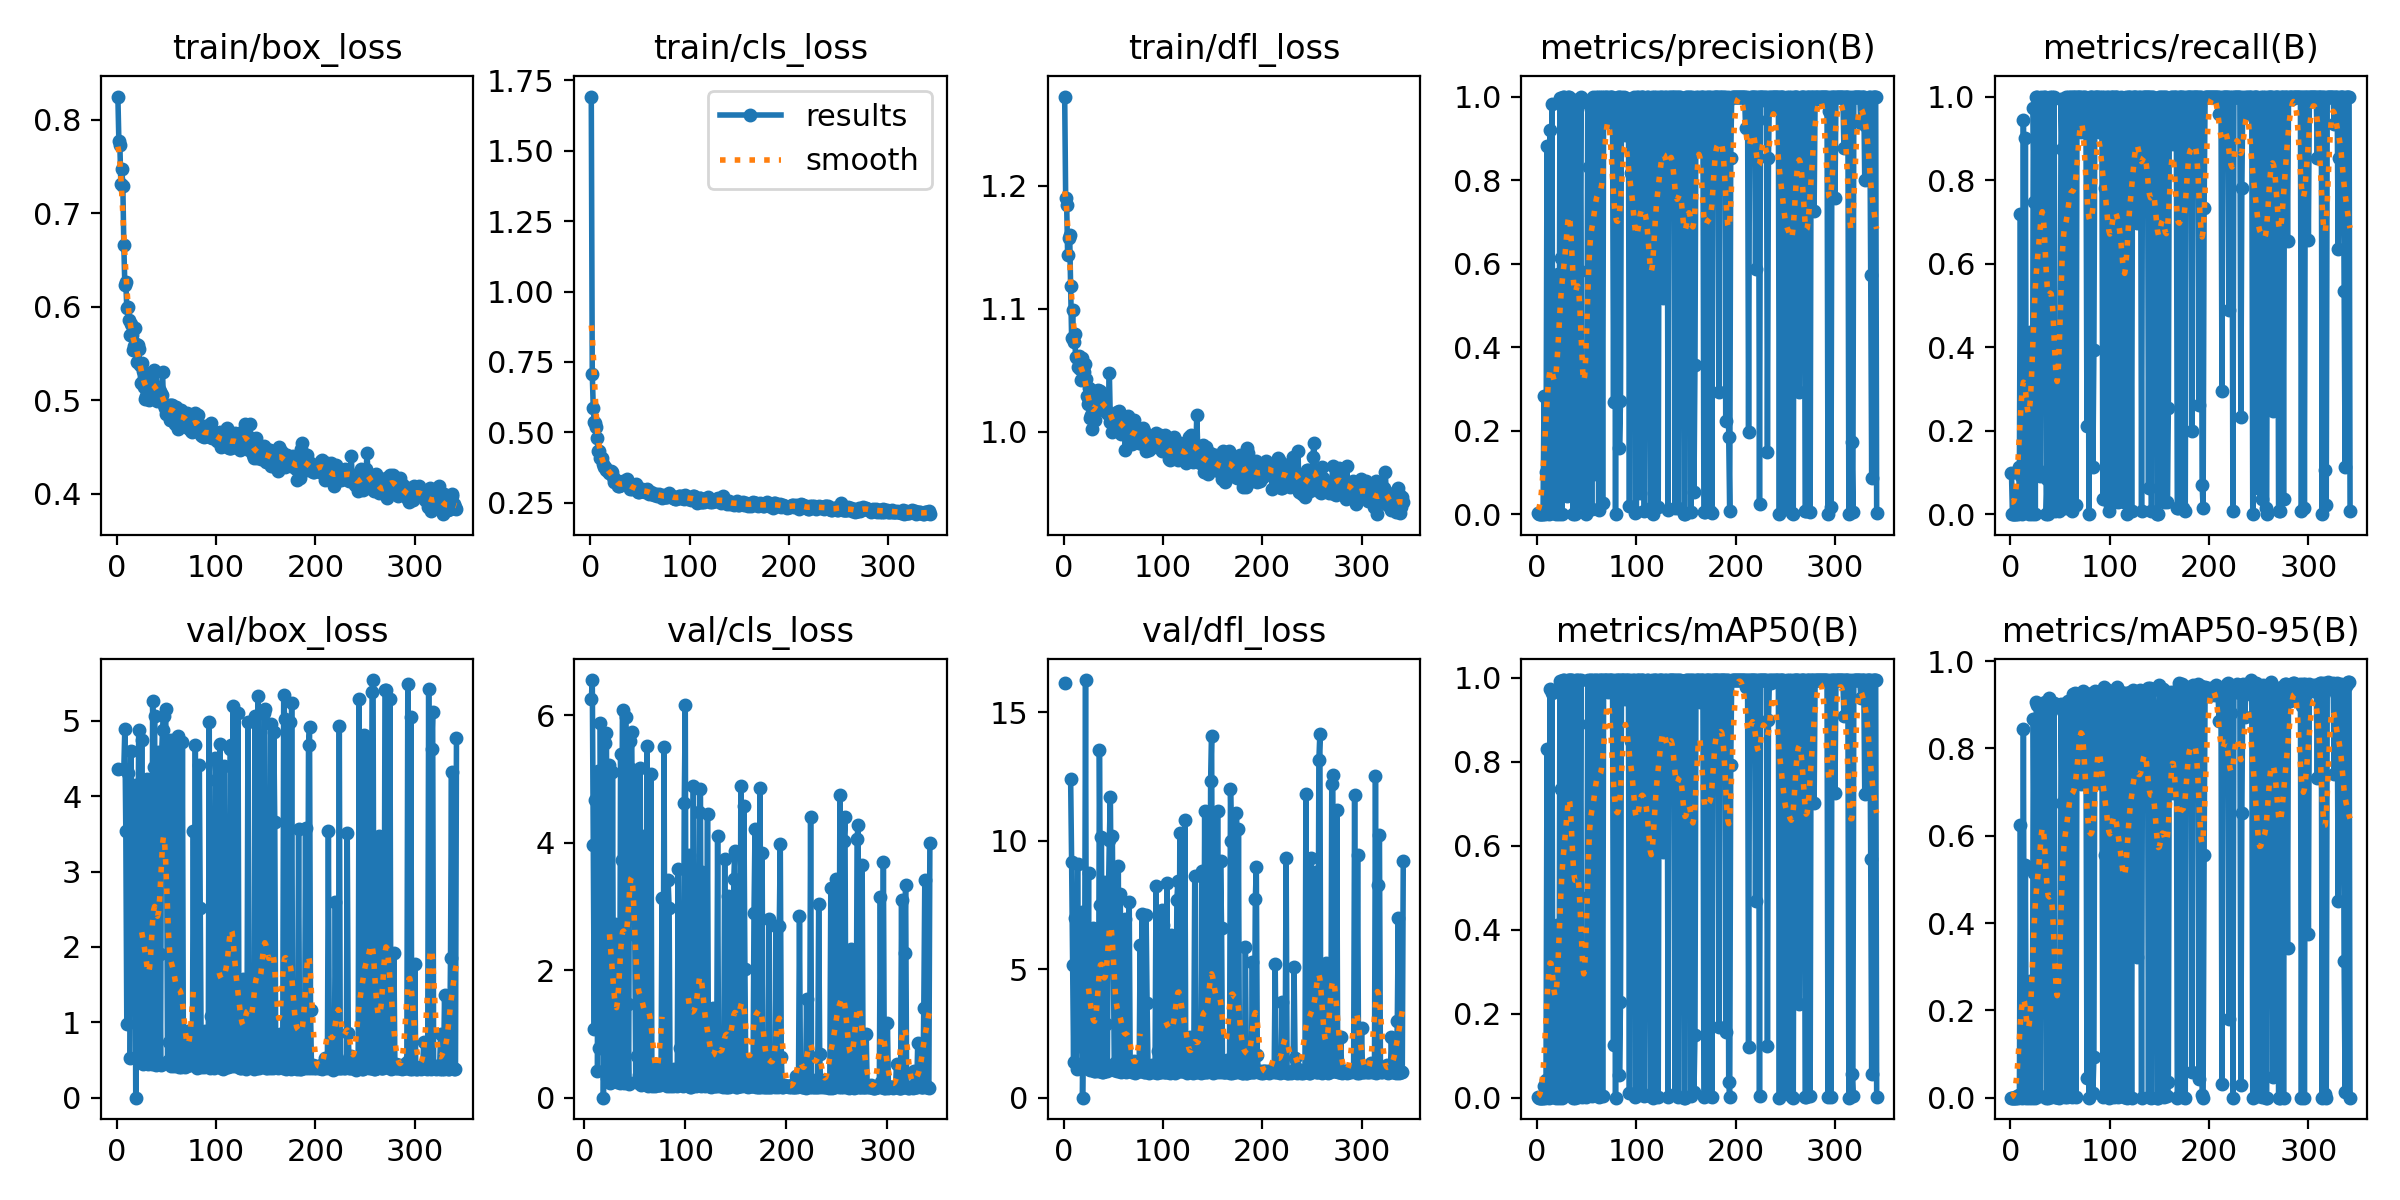 train/box_loss
0.8
0.7
0.6
0.5
0.4
0 100 200 300
train/cls_loss
1.75
1.50
1.25
1.00
0.75
0.50
0.25
0 100 200 300
results
smooth
train/dfl_loss
1.2
1.1
1.0
0 100 200 300
metrics/precision(B)
1.0
0.8
0.6
0.4
0.2
0.0
0 100 200 300
metrics/recall(B)
1.0
0.8
0.6
0.4
0.2
0.0
0 100 200 300
val/box_loss
5
4
3
2
1
0
0 100 200 300
val/cls_loss
6
4
2
0
0 100 200 300
val/dfl_loss
15
10
5
0
0 100 200 300
metrics/mAP50(B)
1.0
0.8
0.6
0.4
0.2
0.0
0 100 200 300
metrics/mAP50-95(B)
1.0
0.8
0.6
0.4
0.2
0.0
0 100 200 300